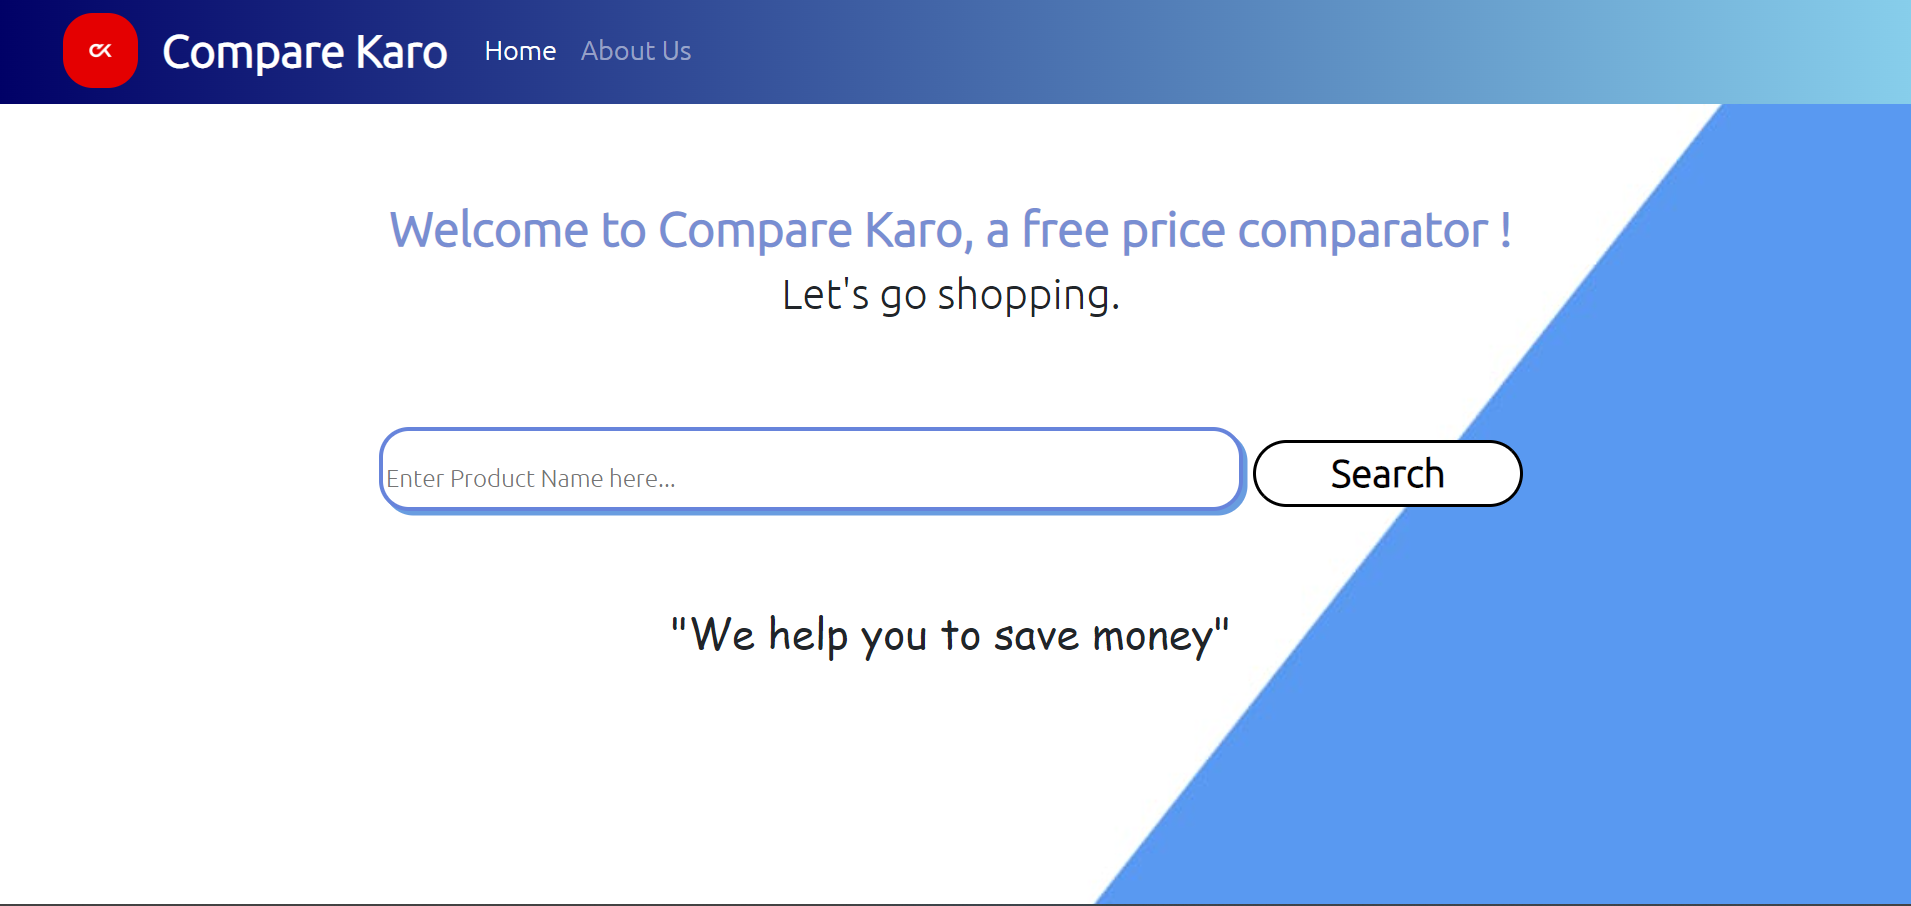 CK
Compare Karo Home About Us
Welcome to Compare Karo, a free price comparator !
Let's go shopping.
Enter Product Name here...
Search
"We help you to save money"